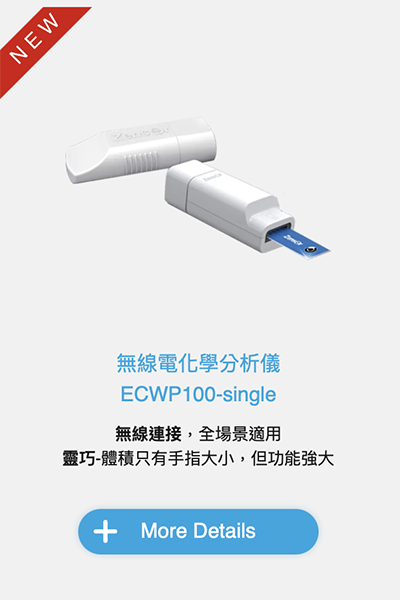 NEW
Zensor
無線電化學分析儀
ECWP100-single
無線連接，全場景適用
靈巧-體積只有手指大小，但功能強大
More Details